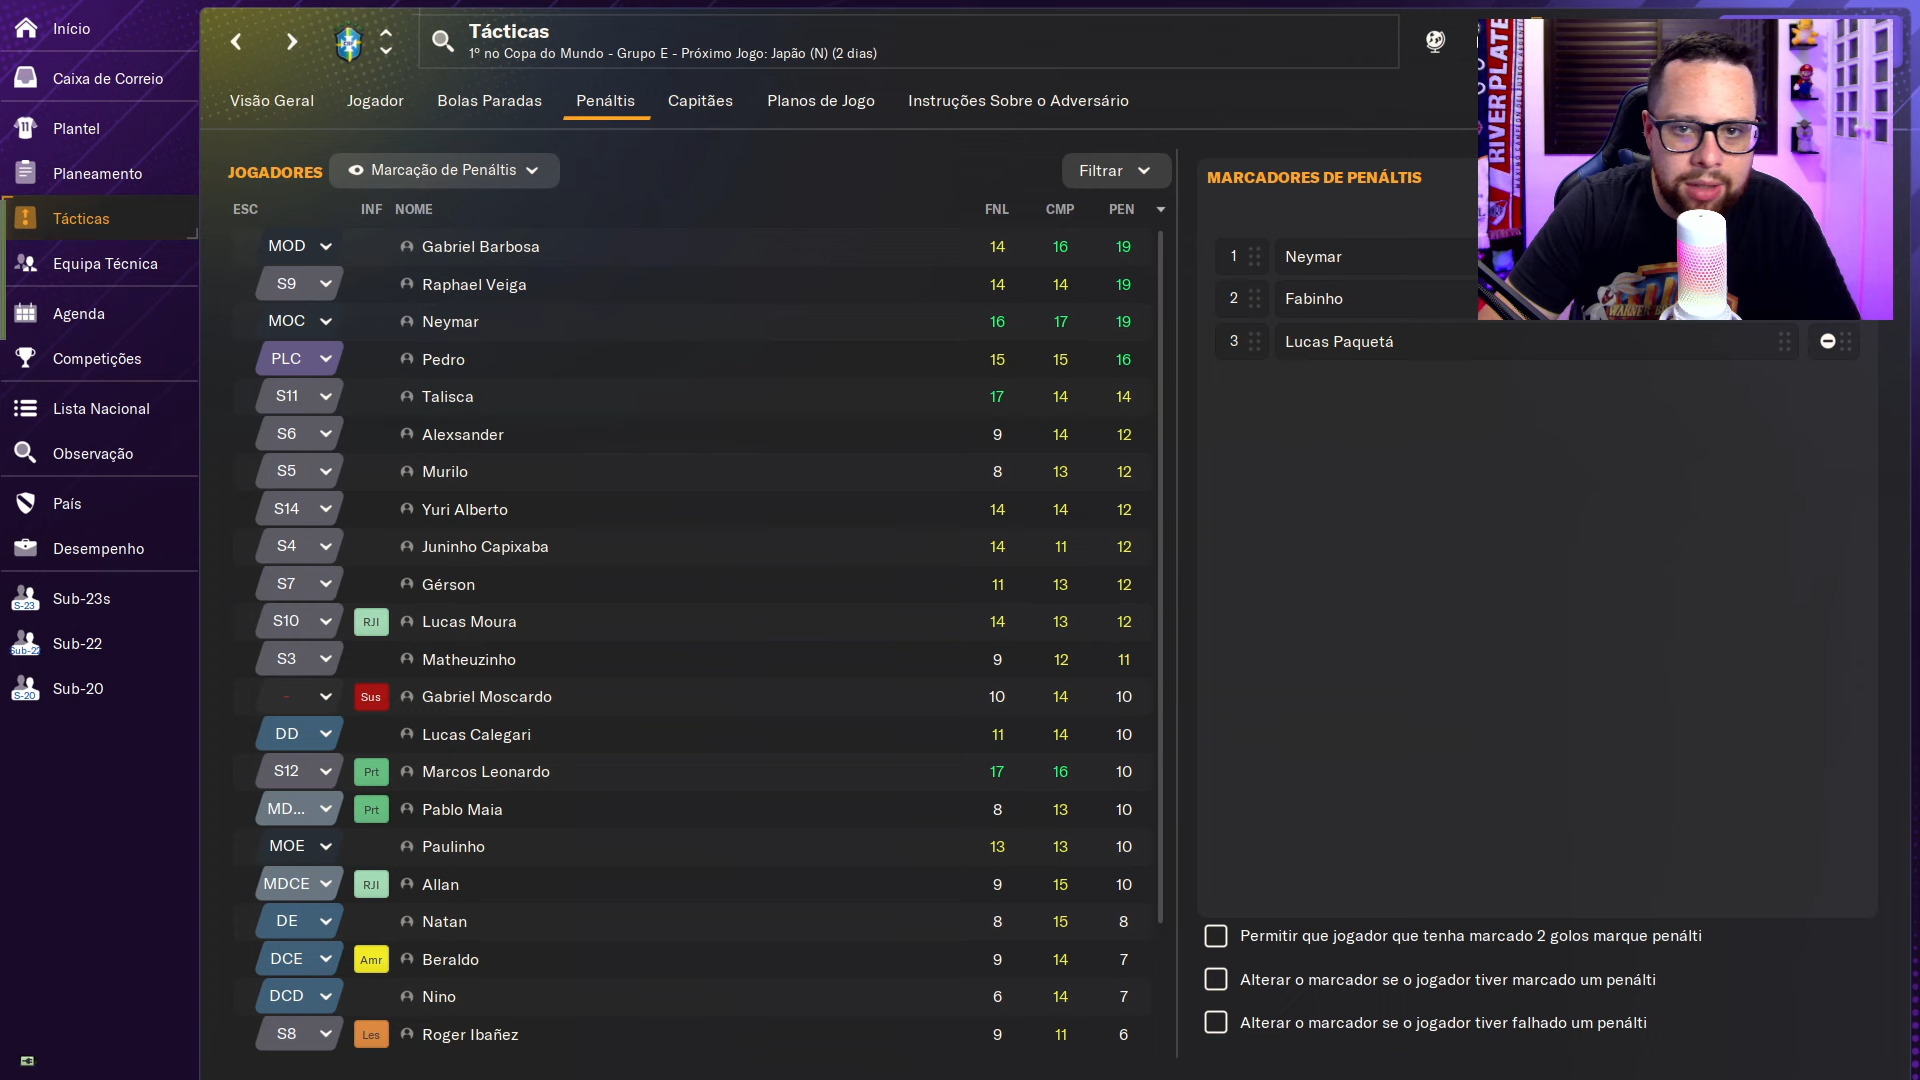 Início
Caixa de Correio
Plantel
Planeamento
Tácticas
Equipa Técnica
Agenda
Competições
Lista Nacional
Observação
País
Desempenho
S-23 Sub-23s
Sub-22 Sub-22
S-20 Sub-20
Tácticas
1º no Copa do Mundo - Grupo E - Próximo Jogo: Japão (N) (2 dias)
Visão Geral Jogador Bolas Paradas Penáltis Capitães Planos de Jogo Instruções Sobre o Adversário
JOGADORES Marcação de Penáltis Filtrar
ESC INF NOME FNL CMP PEN
MOD Gabriel Barbosa 14 16 19
S9 Raphael Veiga 14 14 19
MOC Neymar 16 17 19
PLC Pedro 15 15 16
S11 Talisca 17 14 14
S6 Alexsander 9 14 12
S5 Murilo 8 13 12
S14 Yuri Alberto 14 14 12
S4 Juninho Capixaba 14 11 12
S7 Gérson 11 13 12
S10 RJI Lucas Moura 14 13 12
S3 Matheuzinho 9 12 11
- Sus Gabriel Moscardo 10 14 10
DD Lucas Calegari 11 14 10
S12 Prt Marcos Leonardo 17 16 10
MD... Prt Pablo Maia 8 13 10
MOE Paulinho 13 13 10
MDCE RJI Allan 9 15 10
DE Natan 8 15 8
DCE Amr Beraldo 9 14 7
DCD Nino 6 14 7
S8 Les Roger Ibañez 9 11 6
MARCADORES DE PENÁLTIS
1 Neymar
2 Fabinho
3 Lucas Paquetá
Permitir que jogador que tenha marcado 2 golos marque penálti
Alterar o marcador se o jogador tiver marcado um penálti
Alterar o marcador se o jogador tiver falhado um penálti
RIVER PLATE
WARNER